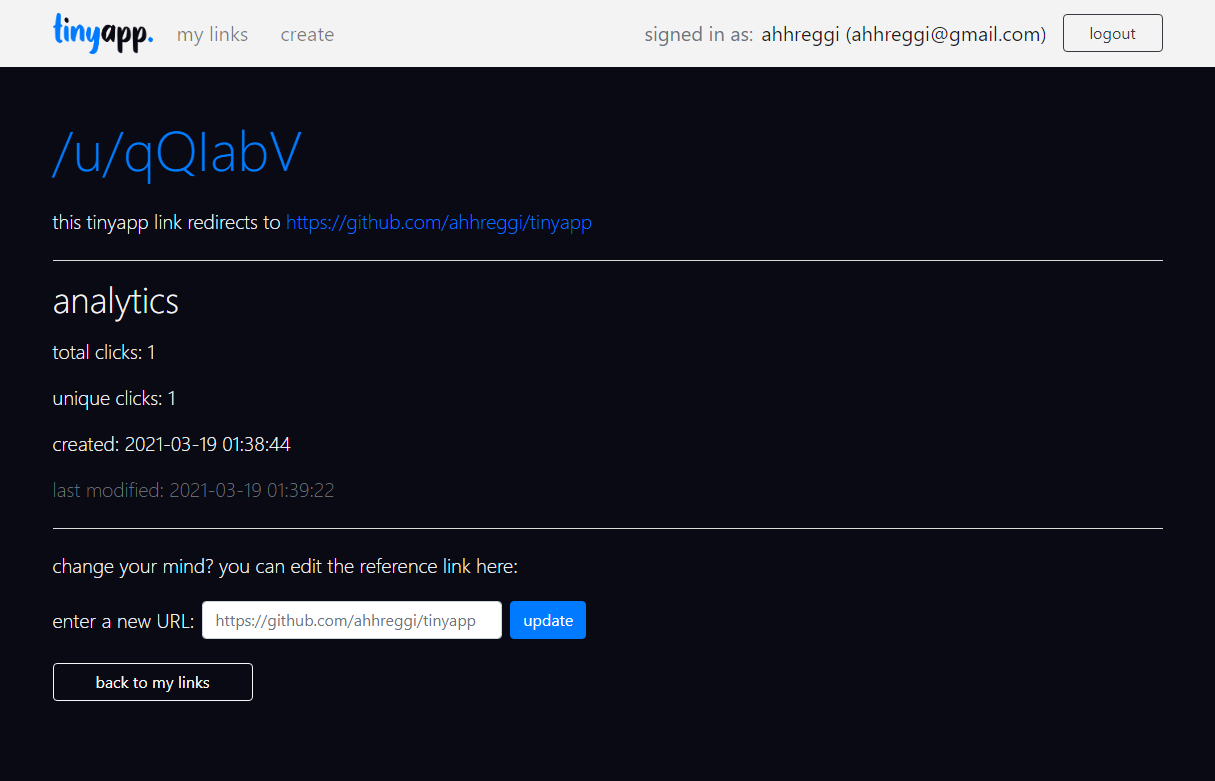 tinyapp. my links create signed in as: ahhreggi (ahhreggi@gmail.com) logout
/u/qQIabV
this tinyapp link redirects to https://github.com/ahhreggi/tinyapp
analytics
total clicks: 1
unique clicks: 1
created: 2021-03-19 01:38:44
last modified: 2021-03-19 01:39:22
change your mind? you can edit the reference link here:
enter a new URL: https://github.com/ahhreggi/tinyapp update
back to my links